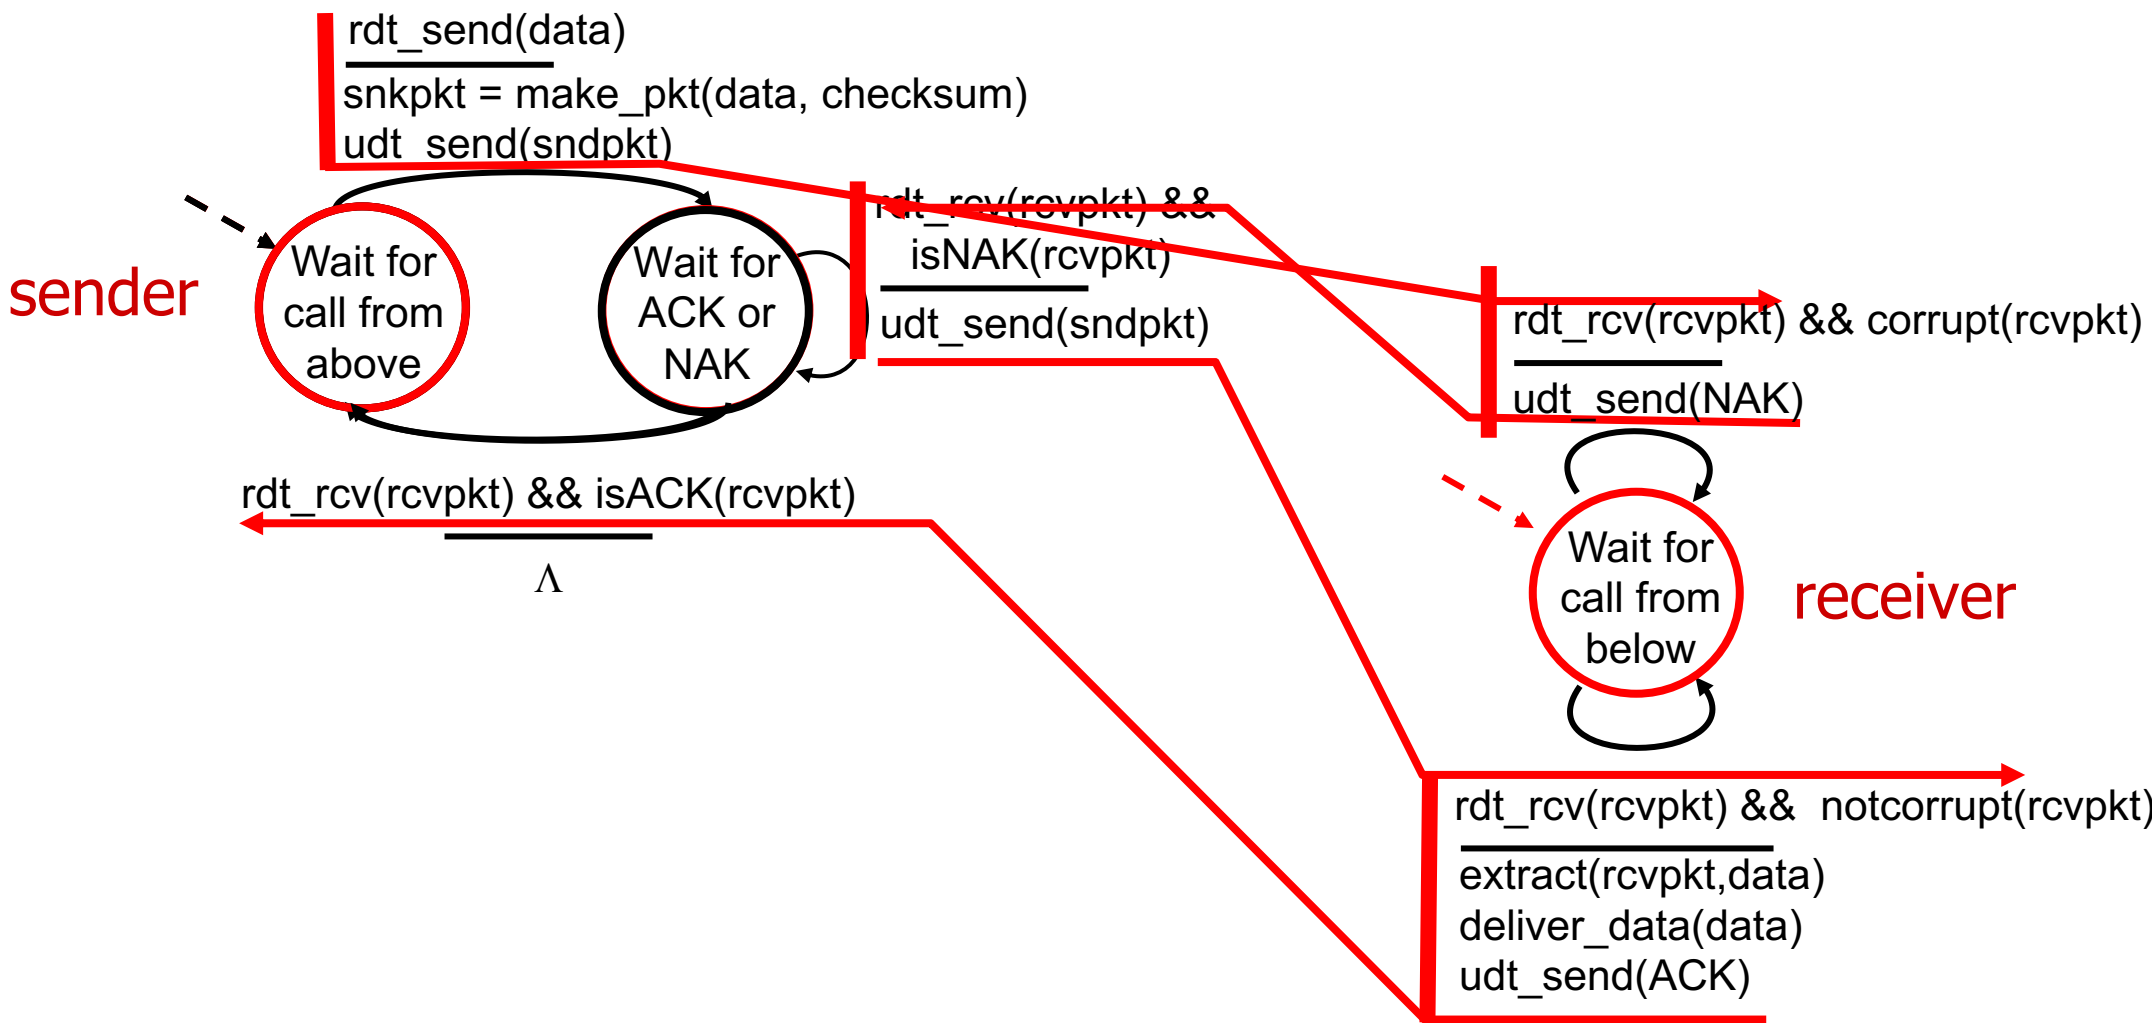 rdt_send(data)
snkpkt = make_pkt(data, checksum)
udt_send(sndpkt)
sender
Wait for
call from
above
Wait for
ACK or
NAK
rdt_rcv(rcvpkt) &&
isNAK(rcvpkt)
udt_send(sndpkt)
rdt_rcv(rcvpkt) && corrupt(rcvpkt)
udt_send(NAK)
rdt_rcv(rcvpkt) && isACK(rcvpkt)
Λ
Wait for
call from
below
receiver
rdt_rcv(rcvpkt) && notcorrupt(rcvpkt)
extract(rcvpkt,data)
deliver_data(data)
udt_send(ACK)